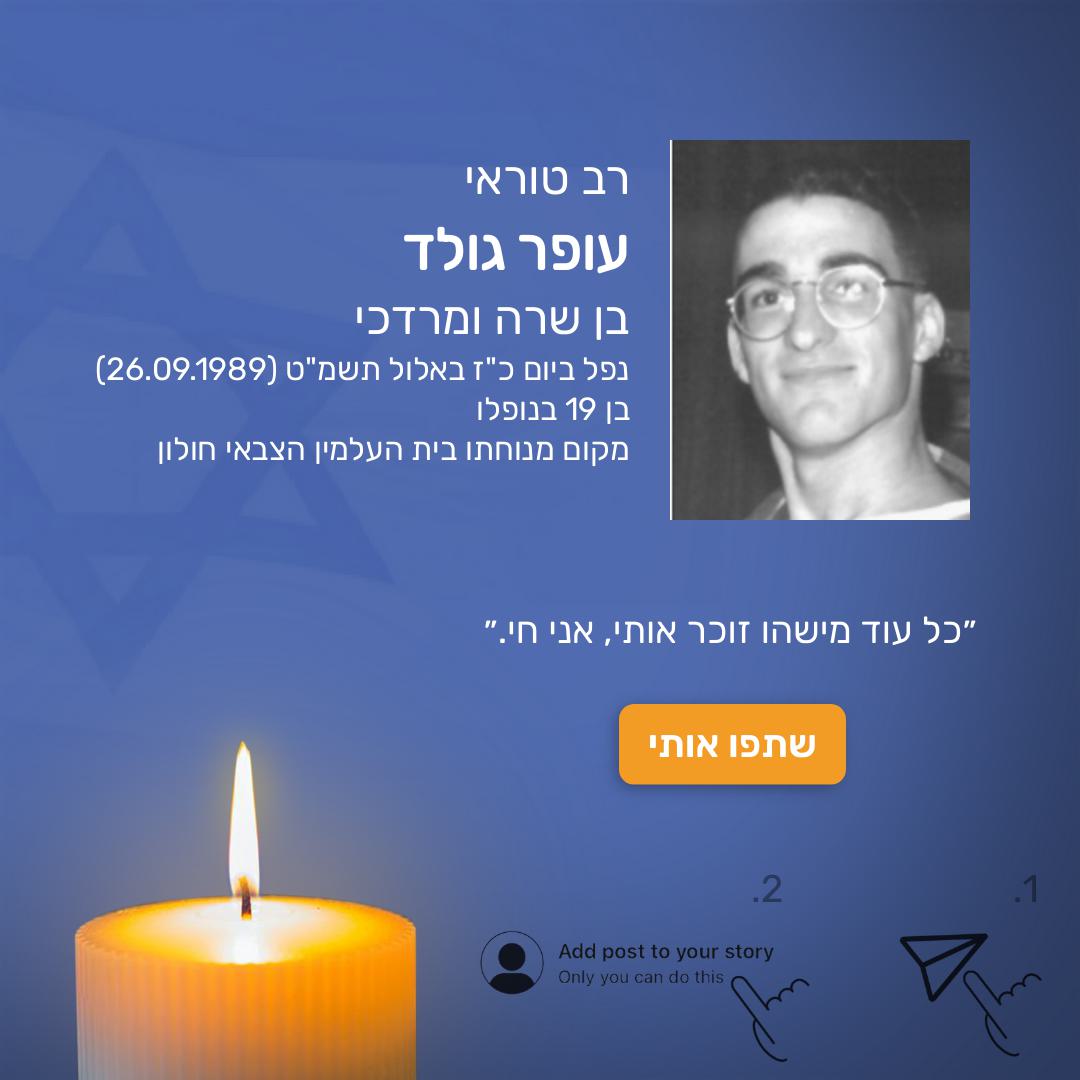 רב טוראי
עופר גולד
בן שרה ומרדכי
נפל ביום כ"ז באלול תשמ"ט (26.09.1989)
בן 19 בנופלו
מקום מנוחתו בית העלמין הצבאי חולון
״כל עוד מישהו זוכר אותי, אני חי.״
שתפו אותי
1.
2.
Add post to your story
Only you can do this